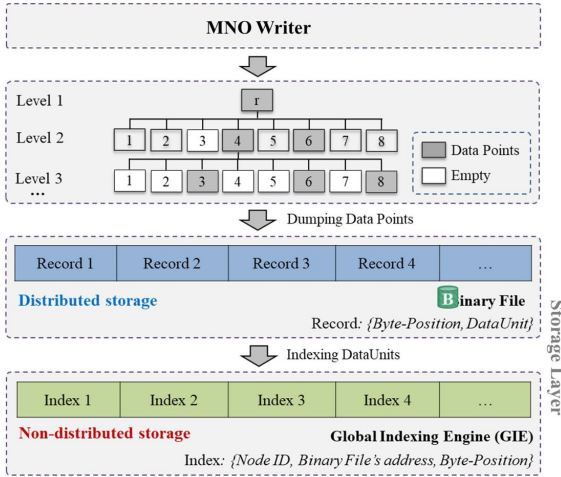 MNO Writer
Level 1
r
Level 2
1 2 3 4 5 6 7 8
Level 3
1 2 3 4 5 6 7 8
...
Data Points
Empty
Dumping Data Points
Record 1 Record 2 Record 3 Record 4 ...
Distributed storage
Binary File
Record: {Byte-Position, DataUnit}
Indexing DataUnits
Index 1 Index 2 Index 3 Index 4 ...
Non-distributed storage
Global Indexing Engine (GIE)
Index: {Node ID, Binary File's address, Byte-Position}
Storage Layer